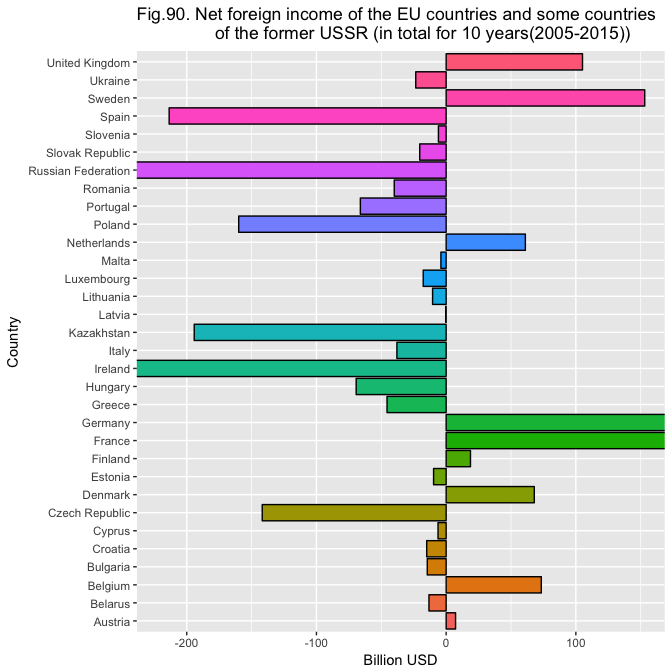 Fig.90. Net foreign income of the EU countries and some countries
of the former USSR (in total for 10 years(2005-2015))
Country
United Kingdom
Ukraine
Sweden
Spain
Slovenia
Slovak Republic
Russian Federation
Romania
Portugal
Poland
Netherlands
Malta
Luxembourg
Lithuania
Latvia
Kazakhstan
Italy
Ireland
Hungary
Greece
Germany
France
Finland
Estonia
Denmark
Czech Republic
Cyprus
Croatia
Bulgaria
Belgium
Belarus
Austria
-200 -100 0 100
Billion USD